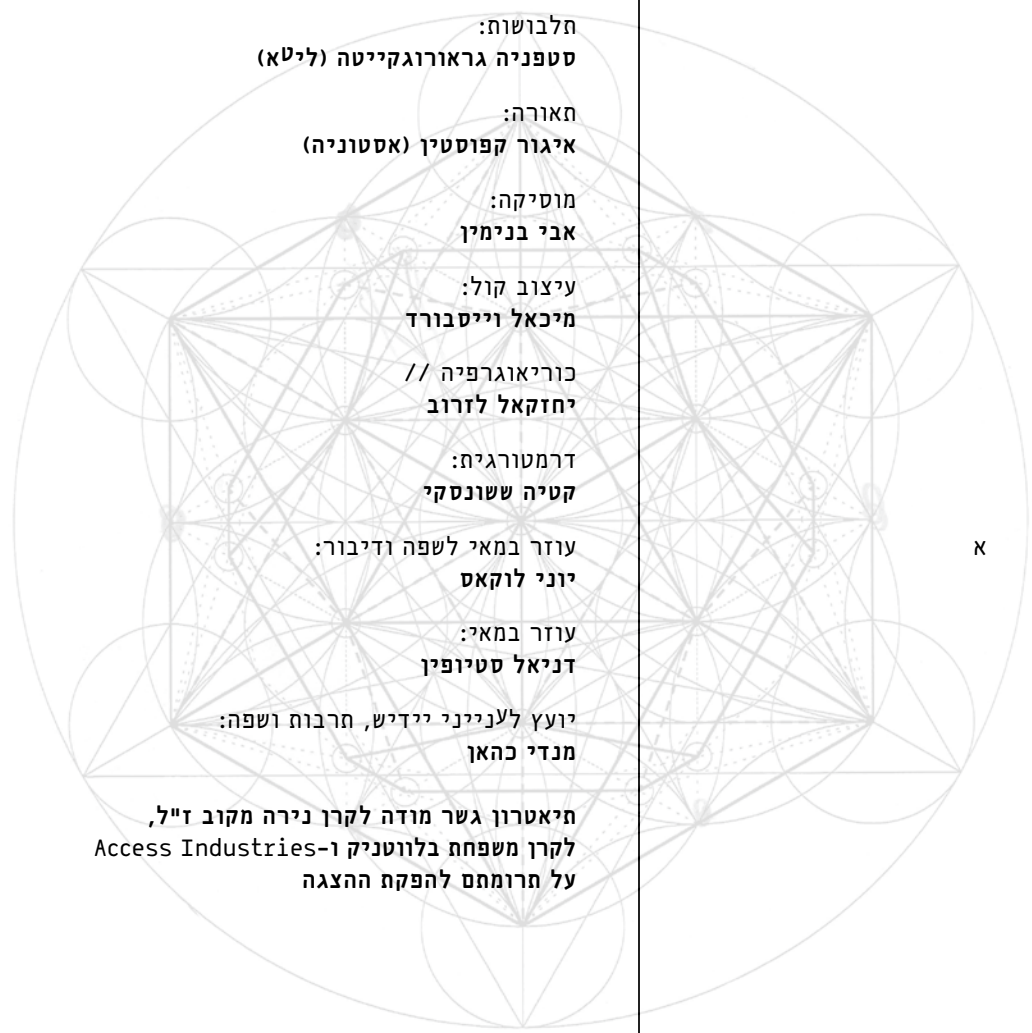 תלבושות:
סטפניה גראורוגקייטה (ליטא)
תאורה:
איגור קפוסטין (אסטוניה)
מוסיקה:
אבי בנימין
עיצוב קול:
מיכאל וייסבורד
כוריאוגרפיה //
יחזקאל לזרוב
דרמטורגית:
קטיה ששונסקי
עוזר במאי לשפה ודיבור:
יוני לוקאס
עוזר במאי:
דניאל סטיופין
יועץ לענייני יידיש, תרבות ושפה:
מנדי כהאן
תיאטרון גשר מודה לקרן נירה מקוב ז"ל,
לקרן משפחת בלווטניק ו-Access Industries
על תרומתם להפקת ההצגה
א